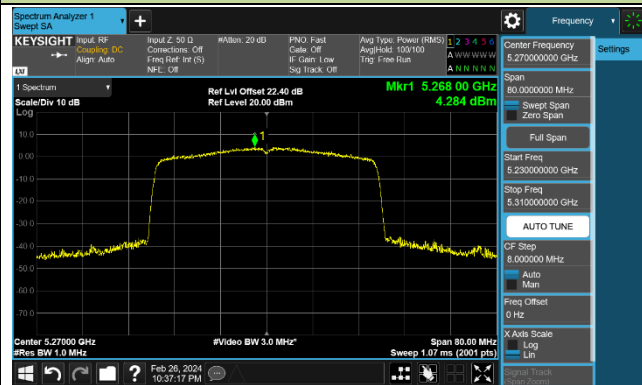 Spectrum Analyzer 1
Swept SA
Frequency
KEYSIGHT
Input: RF
Coupling: DC
Align: Auto
Input Z: 50 Ω
Corrections: Off
Freq Ref: Int (S)
NFE: Off
#Atten: 20 dB
PNO: Fast
Gate: Off
IF Gain: Low
Sig Track: Off
Avg Type: Power (RMS)
Avg|Hold: 100/100
Trig: Free Run
1 2 3 4 5 6
A W W W W W
A N N N N N
LXI
1 Spectrum
Scale/Div 10 dB
Log
Ref Lvl Offset 22.40 dB
Ref Level 20.00 dBm
Mkr1 5.268 00 GHz
4.284 dBm
1
10.0
0.00
-10.0
-20.0
-30.0
-40.0
-50.0
-60.0
-70.0
Center 5.27000 GHz
#Res BW 1.0 MHz
#Video BW 3.0 MHz*
Span 80.00 MHz
Sweep 1.07 ms (2001 pts)
Feb 26, 2024
10:37:17 PM
Center Frequency
5.270000000 GHz
Settings
Span
80.0000000 MHz
Swept Span
Zero Span
Full Span
Start Freq
5.230000000 GHz
Stop Freq
5.310000000 GHz
AUTO TUNE
CF Step
8.000000 MHz
Auto
Man
Freq Offset
0 Hz
X Axis Scale
Log
Lin
Signal Track
(Span Zoom)